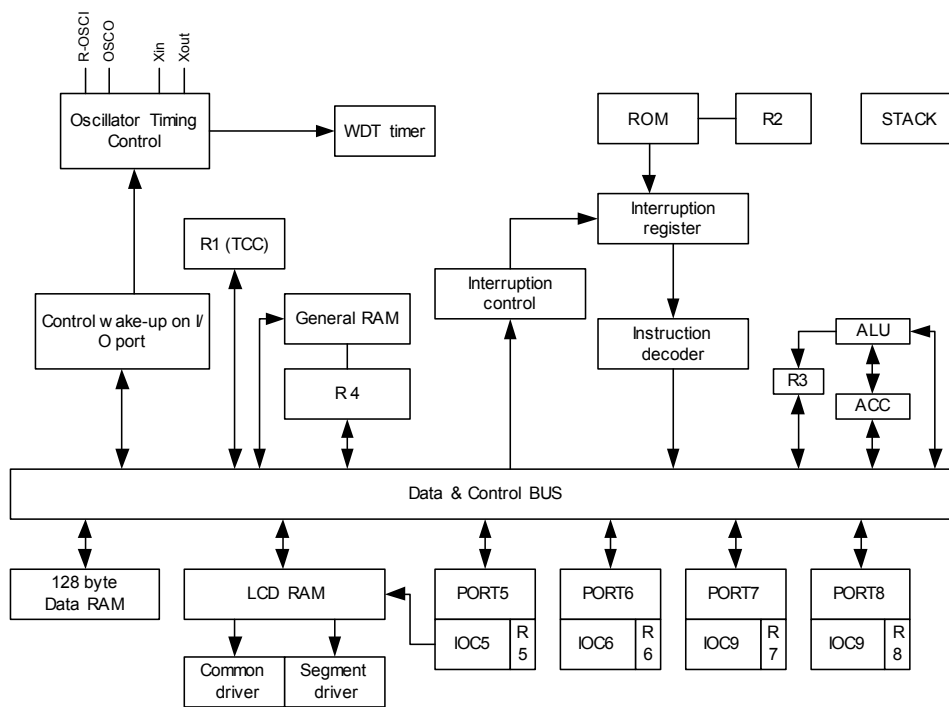 R-OSCI
OSCO
Xin
Xout
Oscillator Timing
Control
WDT timer
ROM
R2
STACK
Interruption
register
R1 (TCC)
Interruption
control
Control wake-up on I/
O port
General RAM
Instruction
decoder
ALU
R3
R 4
ACC
Data & Control BUS
128 byte
Data RAM
LCD RAM
PORT5
PORT6
PORT7
PORT8
IOC5
R
5
IOC6
R
6
IOC9
R
7
IOC9
R
8
Common
driver
Segment
driver